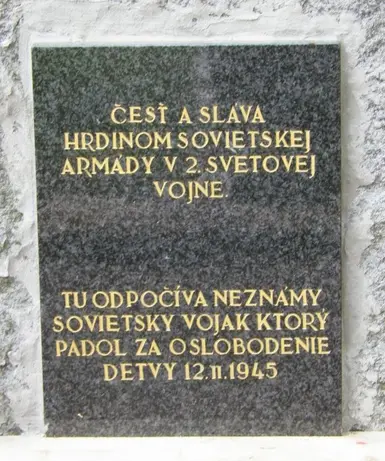 ČESŤ A SLÁVA
HRDINOM SOVIETSKEJ
ARMÁDY V 2. SVETOVEJ
VOJNE.
TU ODPOČÍVA NEZNÁMY
SOVIETSKY VOJAK KTORÝ
PADOL ZA OSLOBODENIE
DETVY 12.II.1945